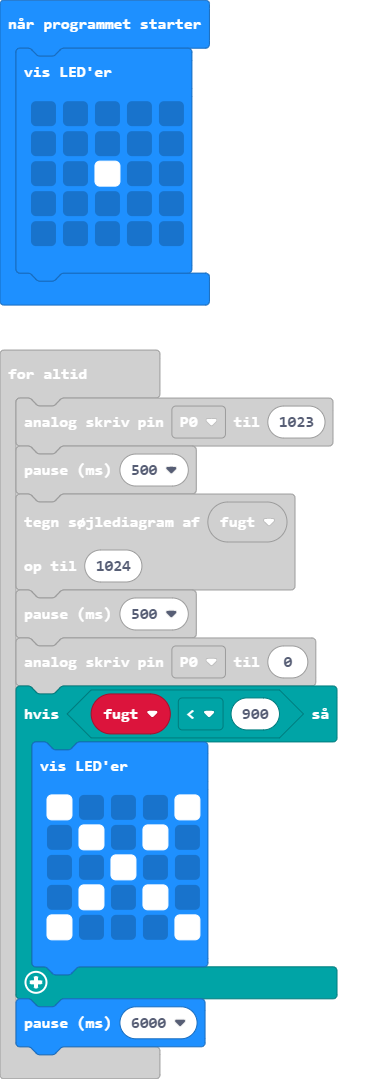 når programmet starter
vis LED'er
for altid
analog skriv pin P0 til 1023
pause (ms) 500
tegn søjlediagram af fugt
op til 1024
pause (ms) 500
analog skriv pin P0 til 0
hvis fugt < 900 så
vis LED'er
pause (ms) 6000